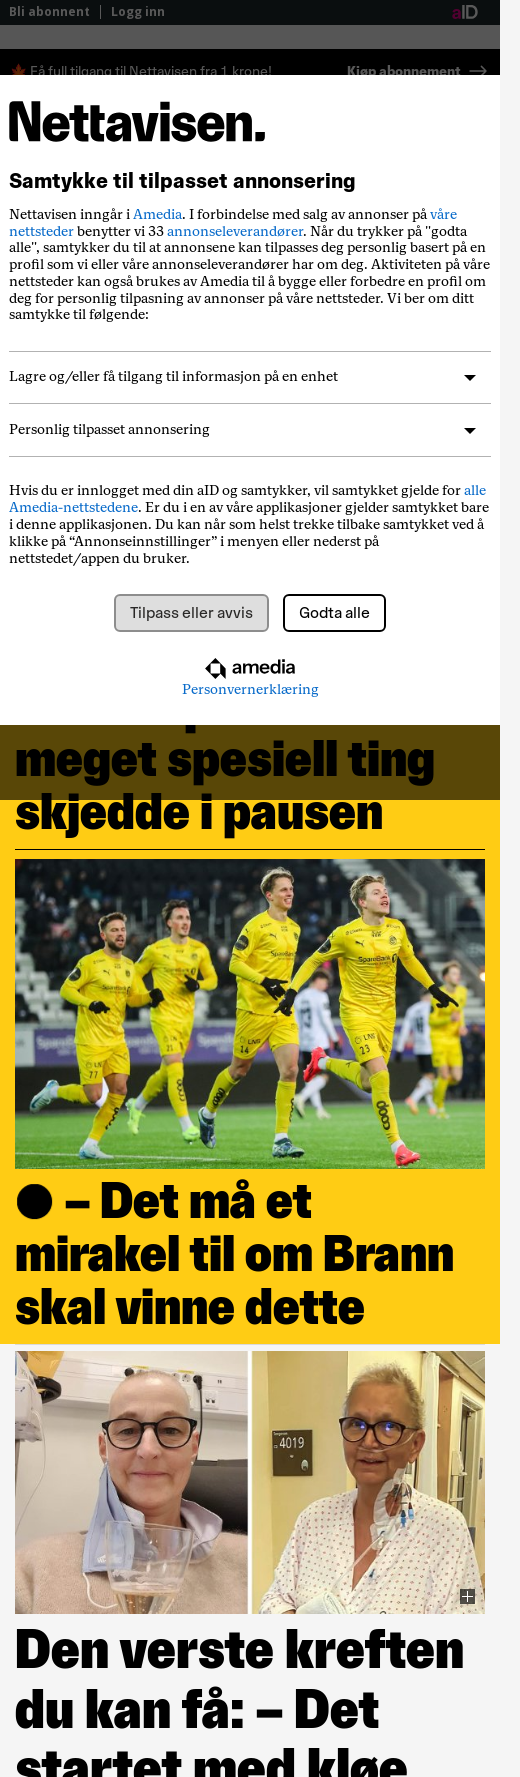 Bli abonnent
Logg inn
aID
Få full tilgang til Nettavisen fra 1 krone!
Kjøp abonnement
Nettavisen.
Samtykke til tilpasset annonsering
Nettavisen inngår i Amedia. I forbindelse med salg av annonser på våre
nettsteder benytter vi 33 annonseleverandører. Når du trykker på "godta
alle", samtykker du til at annonsene kan tilpasses deg personlig basert på en
profil som vi eller våre annonseleverandører har om deg. Aktiviteten på våre
nettsteder kan også brukes av Amedia til å bygge eller forbedre en profil om
deg for personlig tilpasning av annonser på våre nettsteder. Vi ber om ditt
samtykke til følgende:
Lagre og/eller få tilgang til informasjon på en enhet
Personlig tilpasset annonsering
Hvis du er innlogget med din aID og samtykker, vil samtykket gjelde for alle
Amedia-nettstedene. Er du i en av våre applikasjoner gjelder samtykket bare
i denne applikasjonen. Du kan når som helst trekke tilbake samtykket ved å
klikke på “Annonseinnstillinger” i menyen eller nederst på
nettstedet/appen du bruker.
Tilpass eller avvis
Godta alle
amedia
Personvernerklæring
meget spesiell ting
skjedde i pausen
SpareBank
SpareBank
LNG
LNG
77
21
14
23
– Det må et
mirakel til om Brann
skal vinne dette
4019
Den verste kreften
du kan få: – Det
startet med kløe